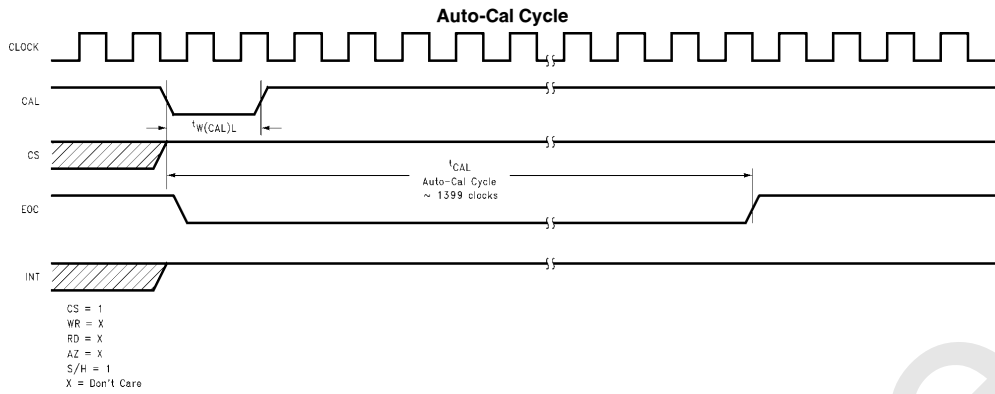 Auto-Cal Cycle
CLOCK
CAL
tW(CAL)L
CS
tCAL
Auto-Cal Cycle
~ 1399 clocks
EOC
INT
CS = 1
WR = X
RD = X
AZ = X
S/H = 1
X = Don't Care